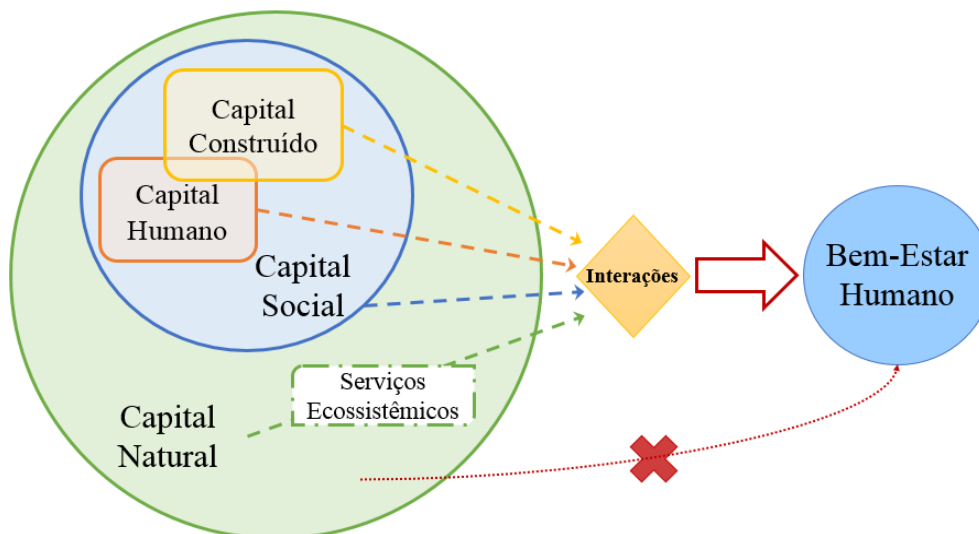 Capital
Construído
Capital
Humano
Capital
Social
Serviços
Ecossistêmicos
Capital
Natural
Interações
Bem-Estar
Humano